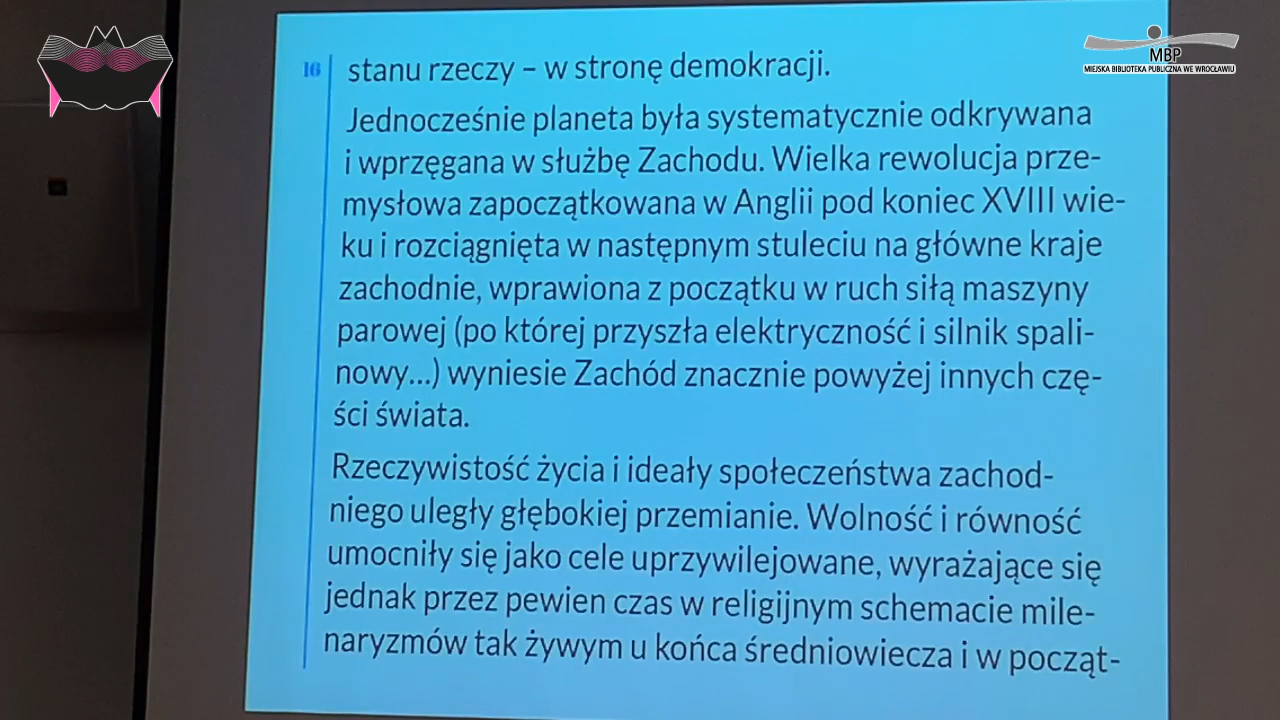 MBP
MIEJSKA BIBLIOTEKA PUBLICZNA WE WROCŁAWIU
16
stanu rzeczy – w stronę demokracji.
Jednocześnie planeta była systematycznie odkrywana
i wprzęgana w służbę Zachodu. Wielka rewolucja prze-
mysłowa zapoczątkowana w Anglii pod koniec XVIII wie-
ku i rozciągnięta w następnym stuleciu na główne kraje
zachodnie, wprawiona z początku w ruch siłą maszyny
parowej (po której przyszła elektryczność i silnik spali-
nowy...) wyniesie Zachód znacznie powyżej innych czę-
ści świata.
Rzeczywistość życia i ideały społeczeństwa zachod-
niego uległy głębokiej przemianie. Wolność i równość
umocniły się jako cele uprzywilejowane, wyrażające się
jednak przez pewien czas w religijnym schemacie mile-
naryzmów tak żywym u końca średniowiecza i w począt-